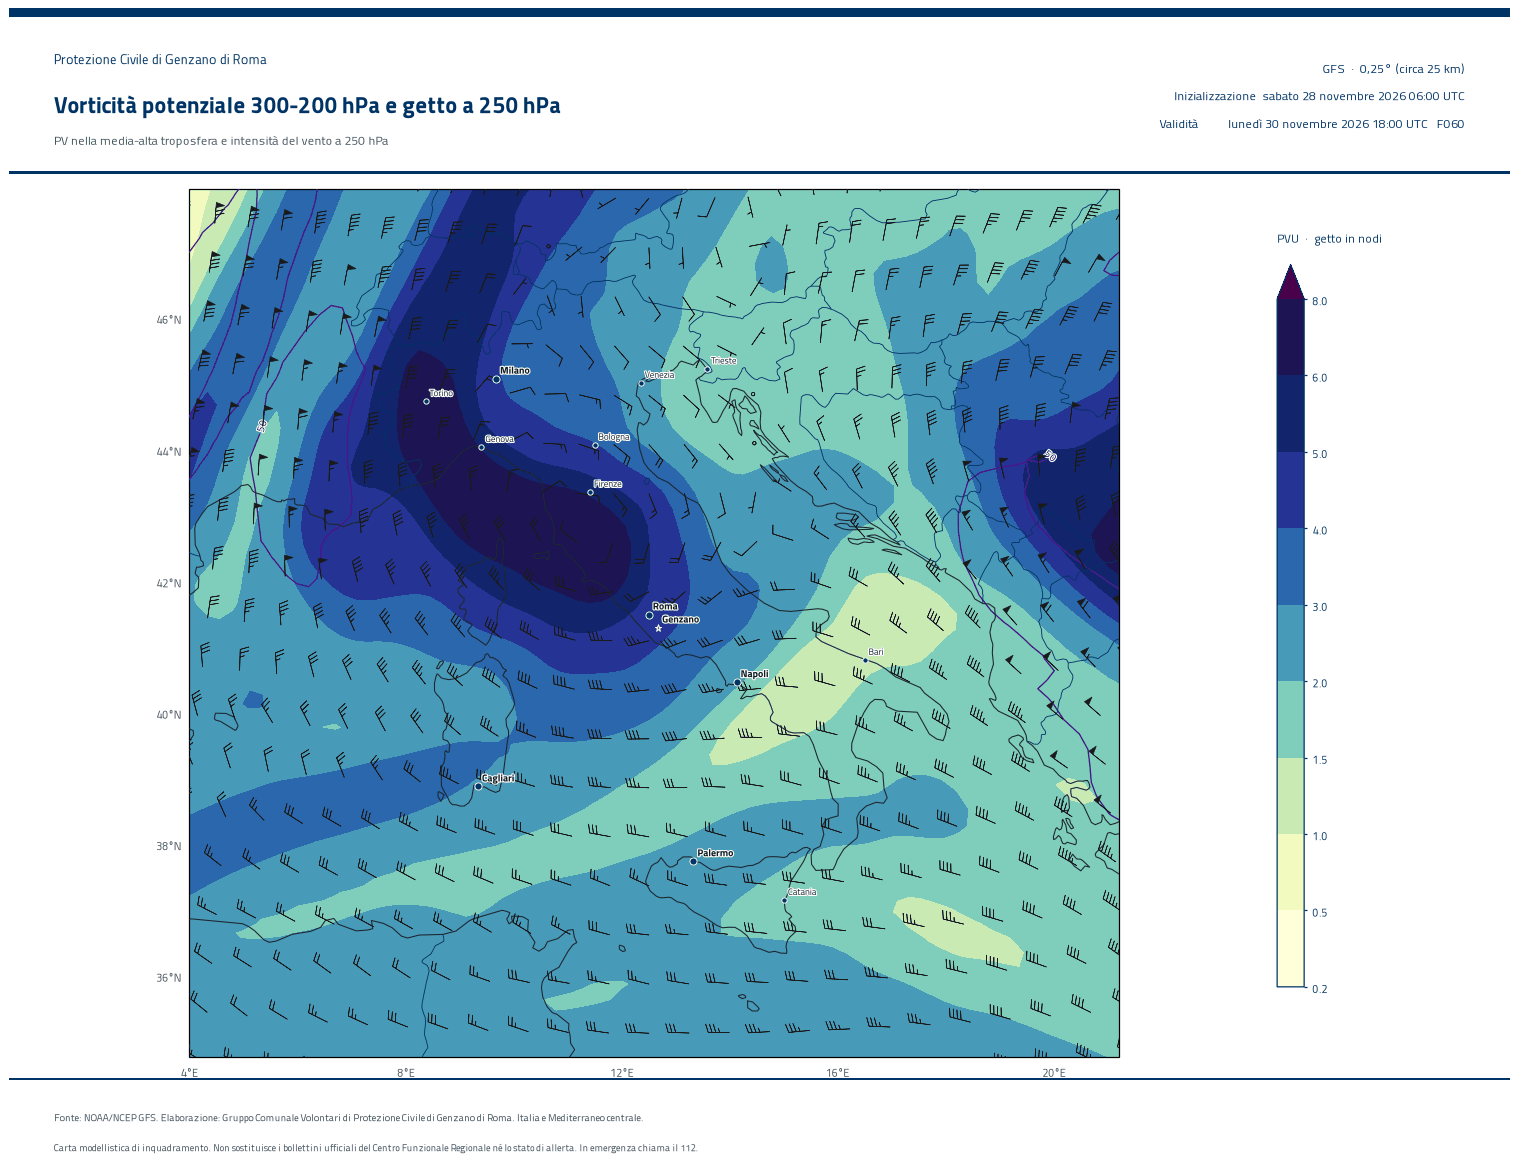 Protezione Civile di Genzano di Roma
Vorticità potenziale 300-200 hPa e getto a 250 hPa
PV nella media-alta troposfera e intensità del vento a 250 hPa
GFS · 0,25° (circa 25 km)
Inizializzazione sabato 28 novembre 2026 06:00 UTC
Validità lunedì 30 novembre 2026 18:00 UTC F060
PVU · getto in nodi
8.0
6.0
5.0
4.0
3.0
2.0
1.5
1.0
0.5
0.2
46°N
44°N
42°N
40°N
38°N
36°N
4°E
8°E
12°E
16°E
20°E
Trieste
Milano
Venezia
Torino
Genova
Bologna
50
50
Firenze
Roma
Genzano
Bari
Napoli
Cagliari
Palermo
Catania
Fonte: NOAA/NCEP GFS. Elaborazione: Gruppo Comunale Volontari di Protezione Civile di Genzano di Roma. Italia e Mediterraneo centrale.
Carta modellistica di inquadramento. Non sostituisce i bollettini ufficiali del Centro Funzionale Regionale né lo stato di allerta. In emergenza chiama il 112.